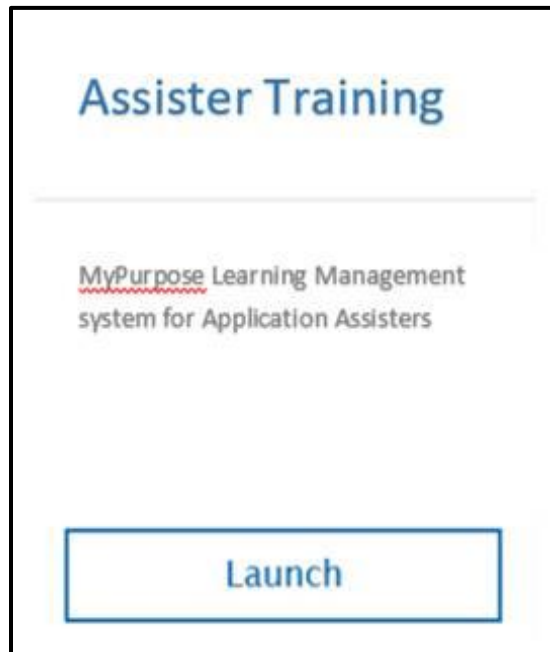 Assister Training
MyPurpose Learning Management
system for Application Assisters
Launch